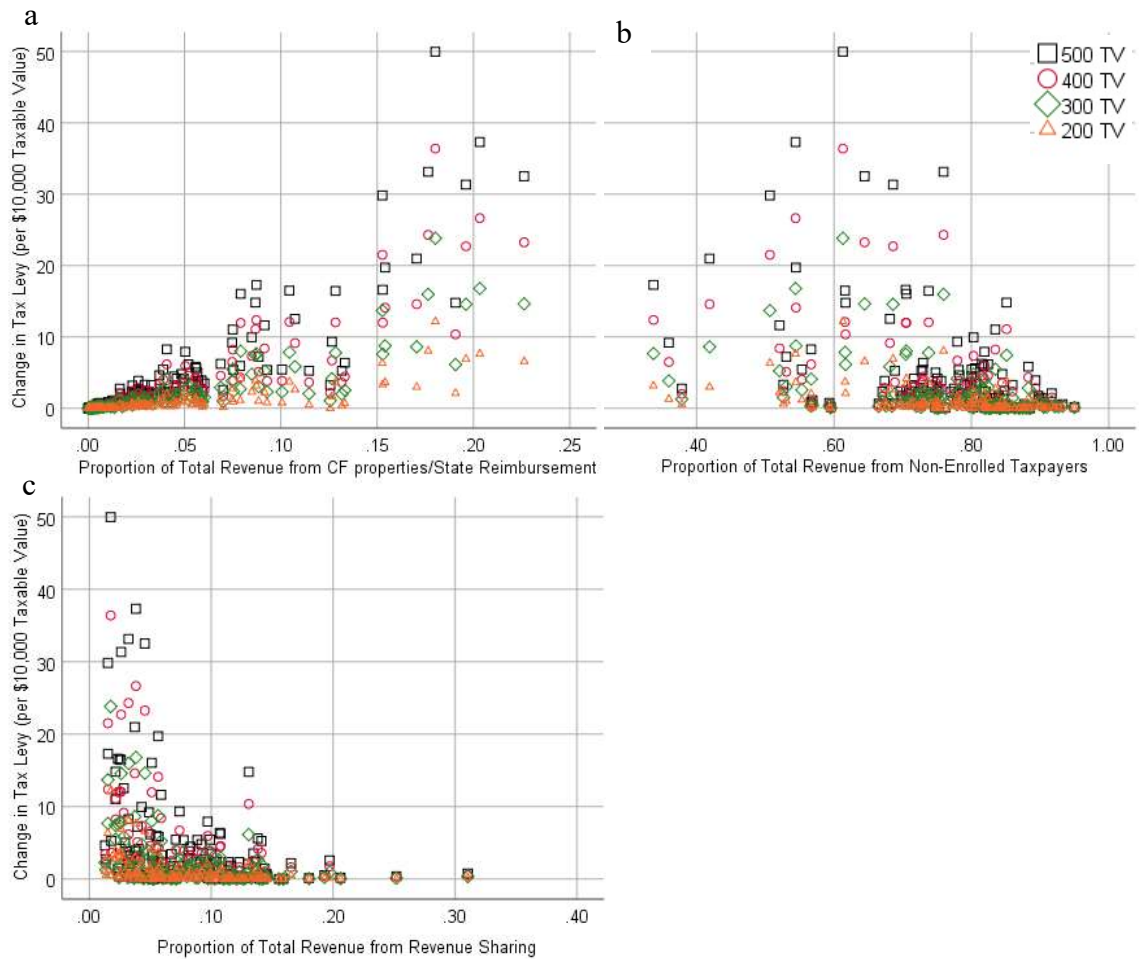 a
b
50
40
30
20
10
0
Change in Tax Levy (per $10,000 Taxable Value)
.00 .05 .10 .15 .20 .25
Proportion of Total Revenue from CF properties/State Reimbursement
500 TV
400 TV
300 TV
200 TV
.40 .60 .80 1.00
Proportion of Total Revenue from Non-Enrolled Taxpayers
c
50
40
30
20
10
0
Change in Tax Levy (per $10,000 Taxable Value)
.00 .10 .20 .30 .40
Proportion of Total Revenue from Revenue Sharing